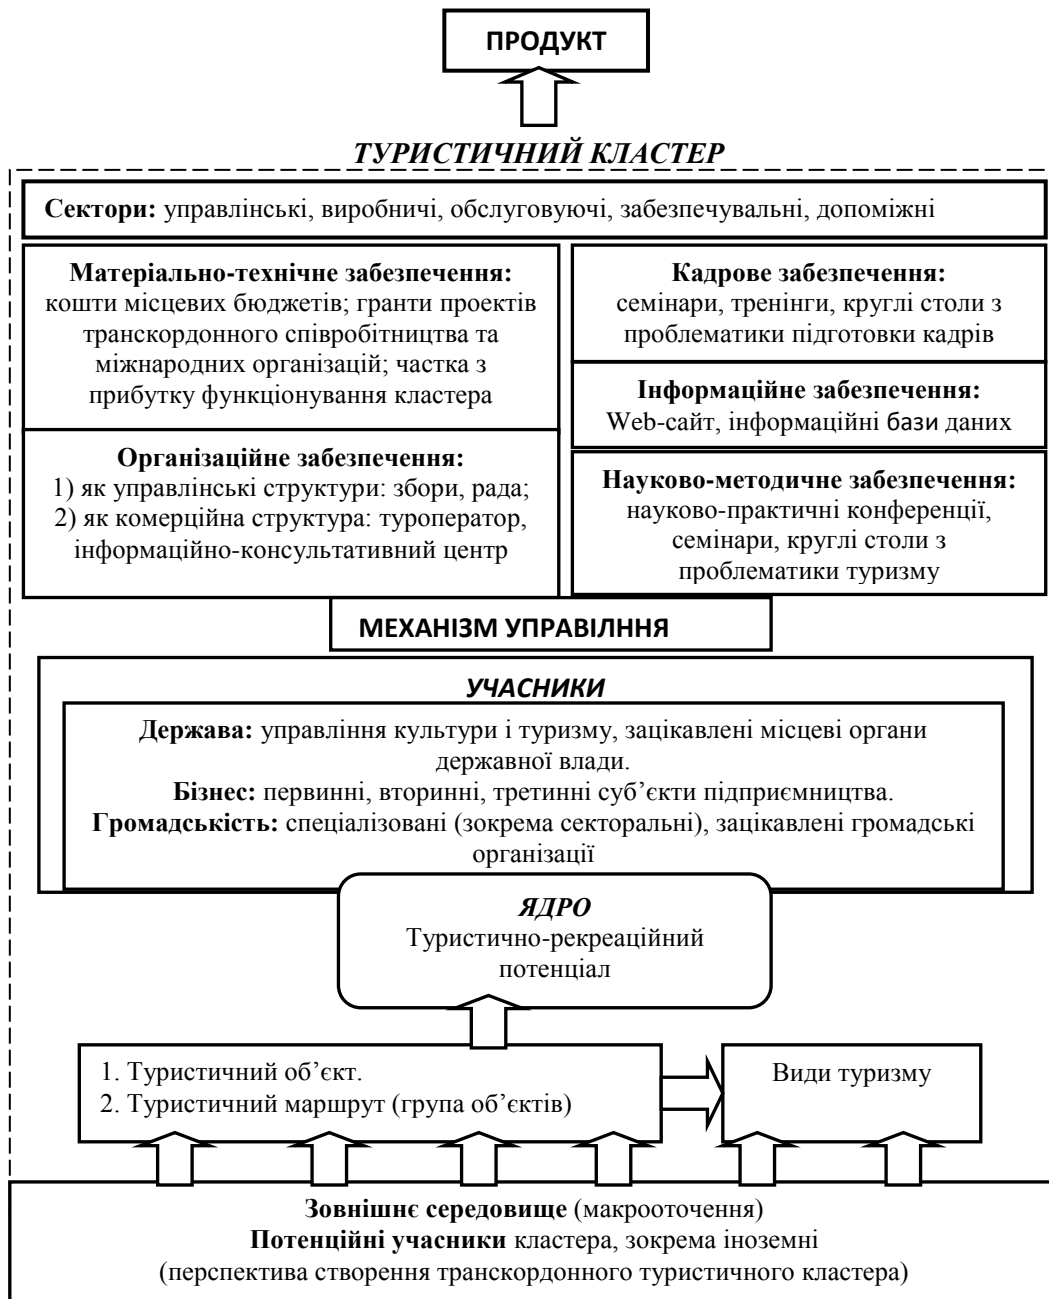 ПРОДУКТ
ТУРИСТИЧНИЙ КЛАСТЕР
Сектори: управлінські, виробничі, обслуговуючі, забезпечувальні, допоміжні
Матеріально-технічне забезпечення:
кошти місцевих бюджетів; гранти проектів
транскордонного співробітництва та
міжнародних організацій; частка з
прибутку функціонування кластера
Організаційне забезпечення:
1) як управлінські структури: збори, рада;
2) як комерційна структура: туроператор,
інформаційно-консультативний центр
Кадрове забезпечення:
семінари, тренінги, круглі столи з
проблематики підготовки кадрів
Інформаційне забезпечення:
Web-сайт, інформаційні бази даних
Науково-методичне забезпечення:
науково-практичні конференції,
семінари, круглі столи з
проблематики туризму
МЕХАНІЗМ УПРАВІЛННЯ
УЧАСНИКИ
Держава: управління культури і туризму, зацікавлені місцеві органи
державної влади.
Бізнес: первинні, вторинні, третинні суб’єкти підприємництва.
Громадськість: спеціалізовані (зокрема секторальні), зацікавлені громадські
організації
ЯДРО
Туристично-рекреаційний
потенціал
1. Туристичний об’єкт.
2. Туристичний маршрут (група об’єктів)
Види туризму
Зовнішнє середовище (макрооточення)
Потенційні учасники кластера, зокрема іноземні
(перспектива створення транскордонного туристичного кластера)